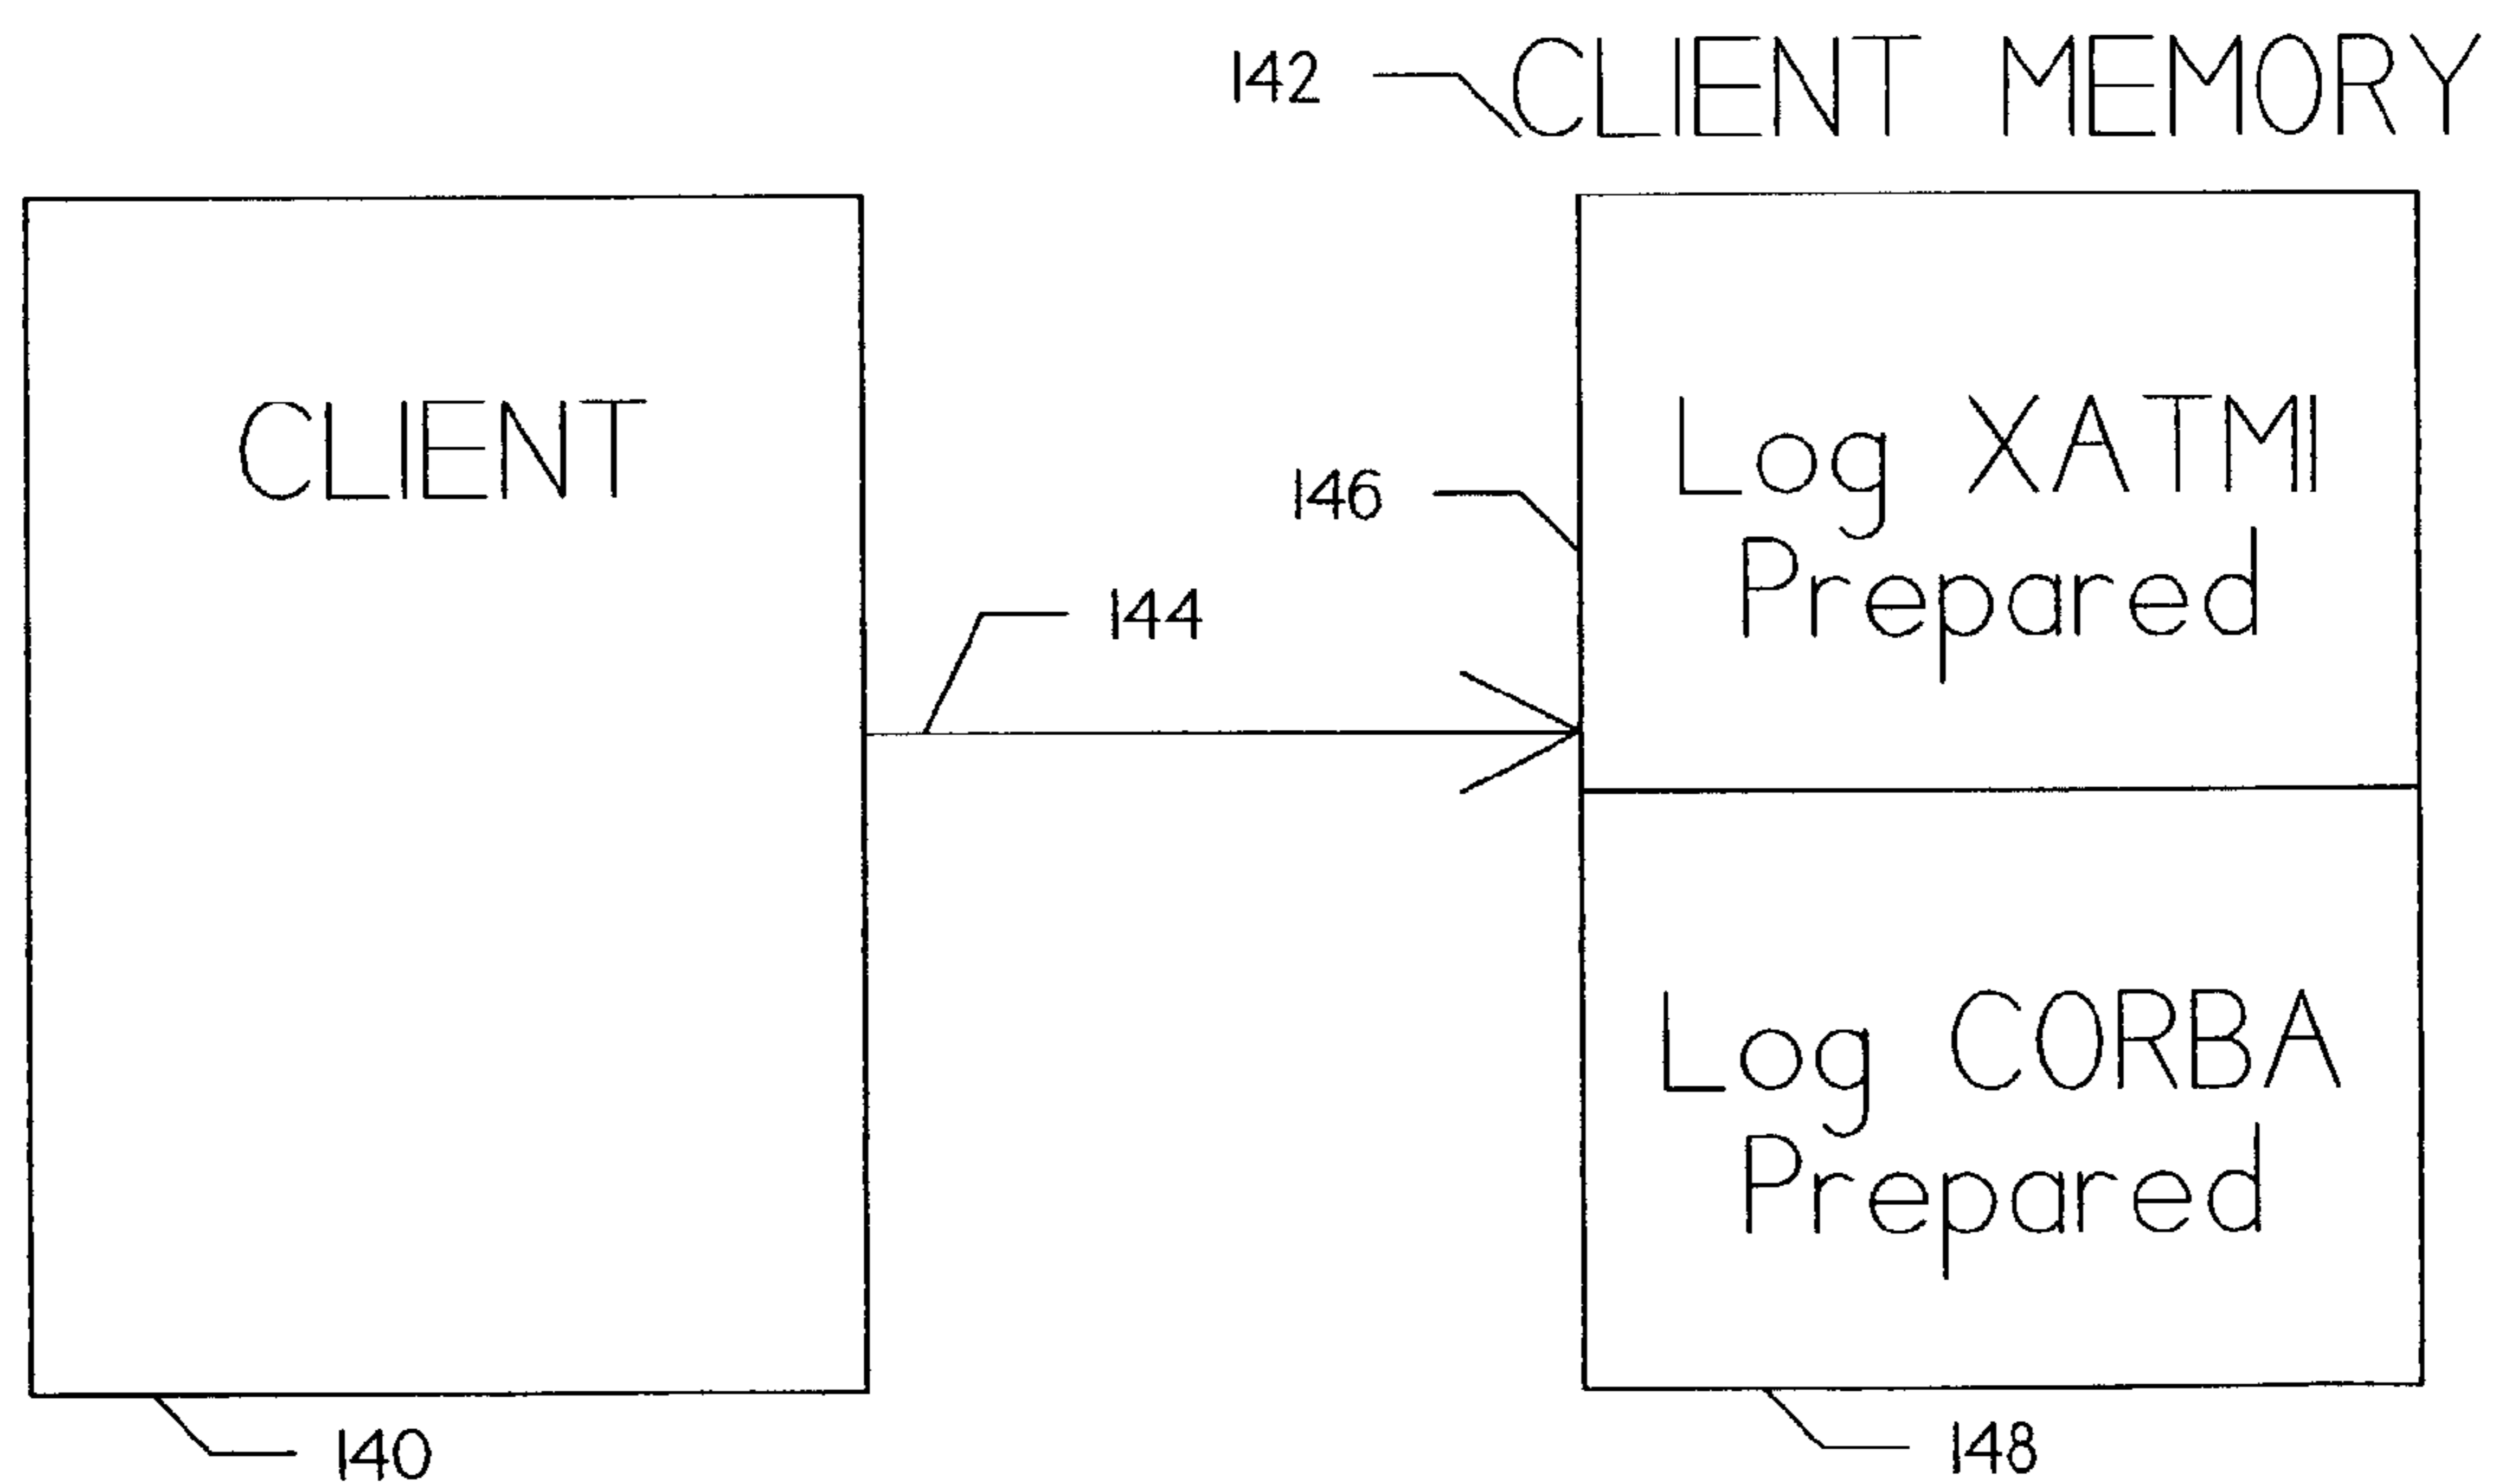 142 CLIENT MEMORY
CLIENT
Log XATMI
146
Prepared
144
Log CORBA
Prepared
140
148